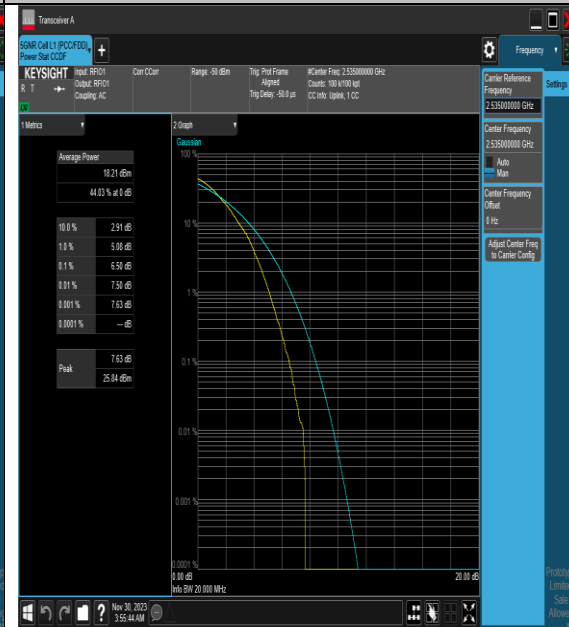 Transceiver A
5GNR Cell L1 (PCC/FDD)
Power Stat CCDF
Frequency
KEYSIGHT
R T
Input: RFIO1
Output: RFIO1
Coupling: AC
Corr CCorr
Range: -50 dBm
Trig: Prot Frame
Aligned
Trig Delay: -50.0 µs
#Center Freq: 2.535000000 GHz
Counts: 100 k/100 kpt
CC Info: Uplink, 1 CC
Settings
Carrier Reference
Frequency
2.535000000 GHz
Center Frequency
2.535000000 GHz
Auto
Man
Center Frequency
Offset
0 Hz
Adjust Center Freq
to Carrier Config
1 Metrics
Average Power
18.21 dBm
44.03 % at 0 dB
10.0 % 2.91 dB
1.0 % 5.08 dB
0.1 % 6.50 dB
0.01 % 7.50 dB
0.001 % 7.63 dB
0.0001 % --- dB
Peak
7.63 dB
25.84 dBm
2 Graph
Gaussian
100 %
10 %
1 %
0.1 %
0.01 %
0.001 %
0.0001 %
0.00 dB
20.00 dB
Info BW 20.000 MHz
Nov 30, 2023
3:55:44 AM